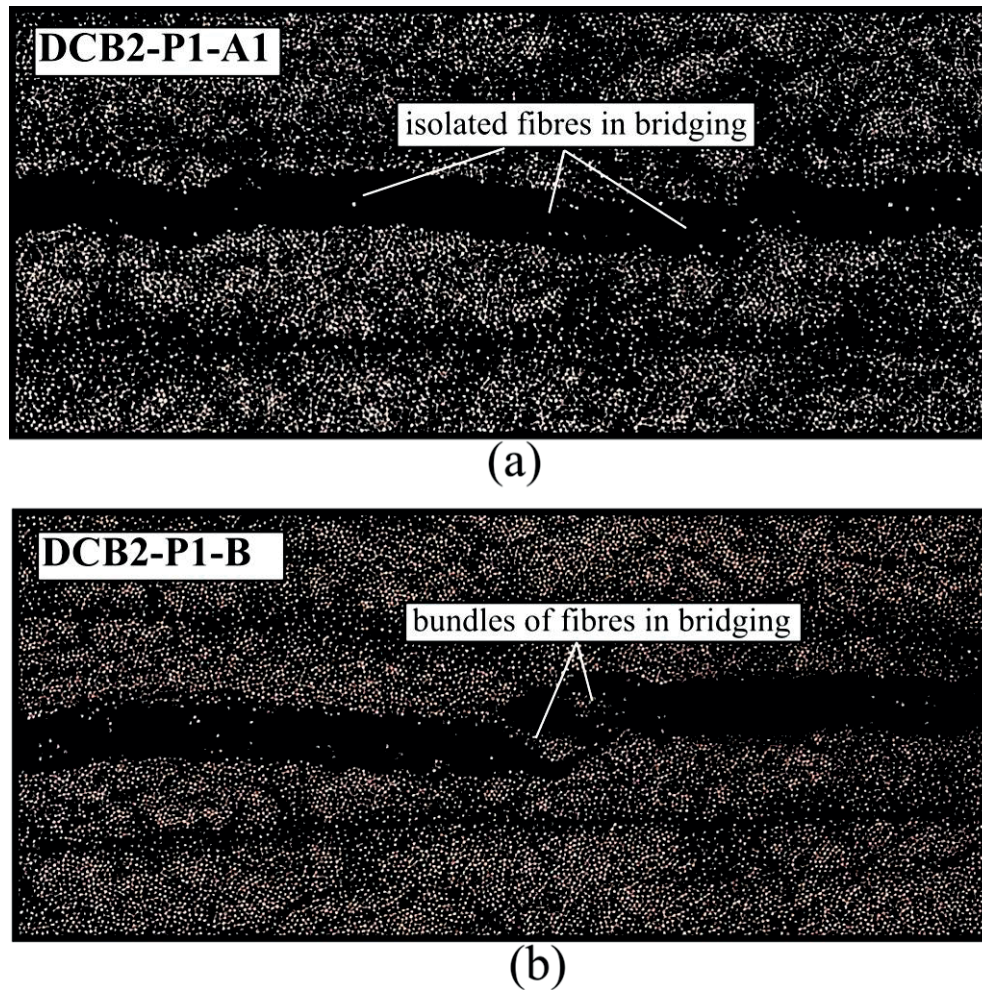 DCB2-P1-A1
isolated fibres in bridging
(a)
DCB2-P1-B
bundles of fibres in bridging
(b)